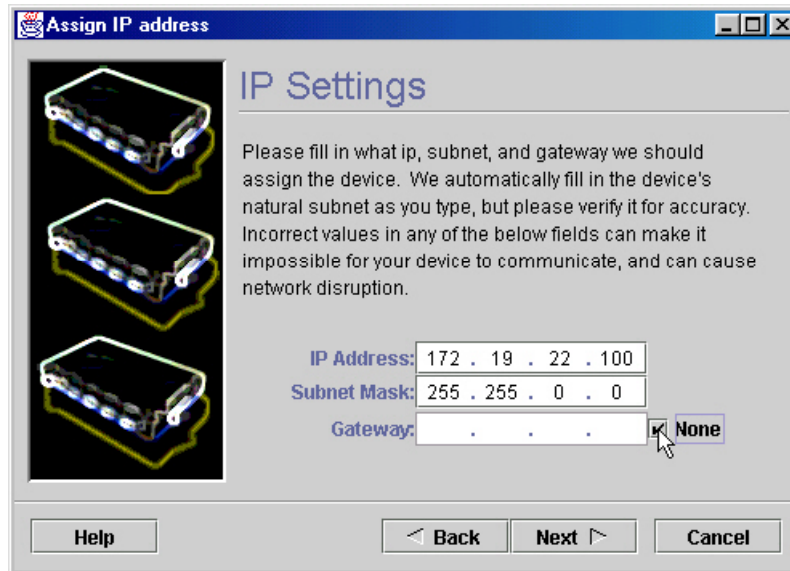 Assign IP address
IP Settings
Please fill in what ip, subnet, and gateway we should
assign the device. We automatically fill in the device's
natural subnet as you type, but please verify it for accuracy.
Incorrect values in any of the below fields can make it
impossible for your device to communicate, and can cause
network disruption.
IP Address: 172 . 19 . 22 . 100
Subnet Mask: 255 . 255 . 0 . 0
Gateway: . . . None
Help Back Next Cancel